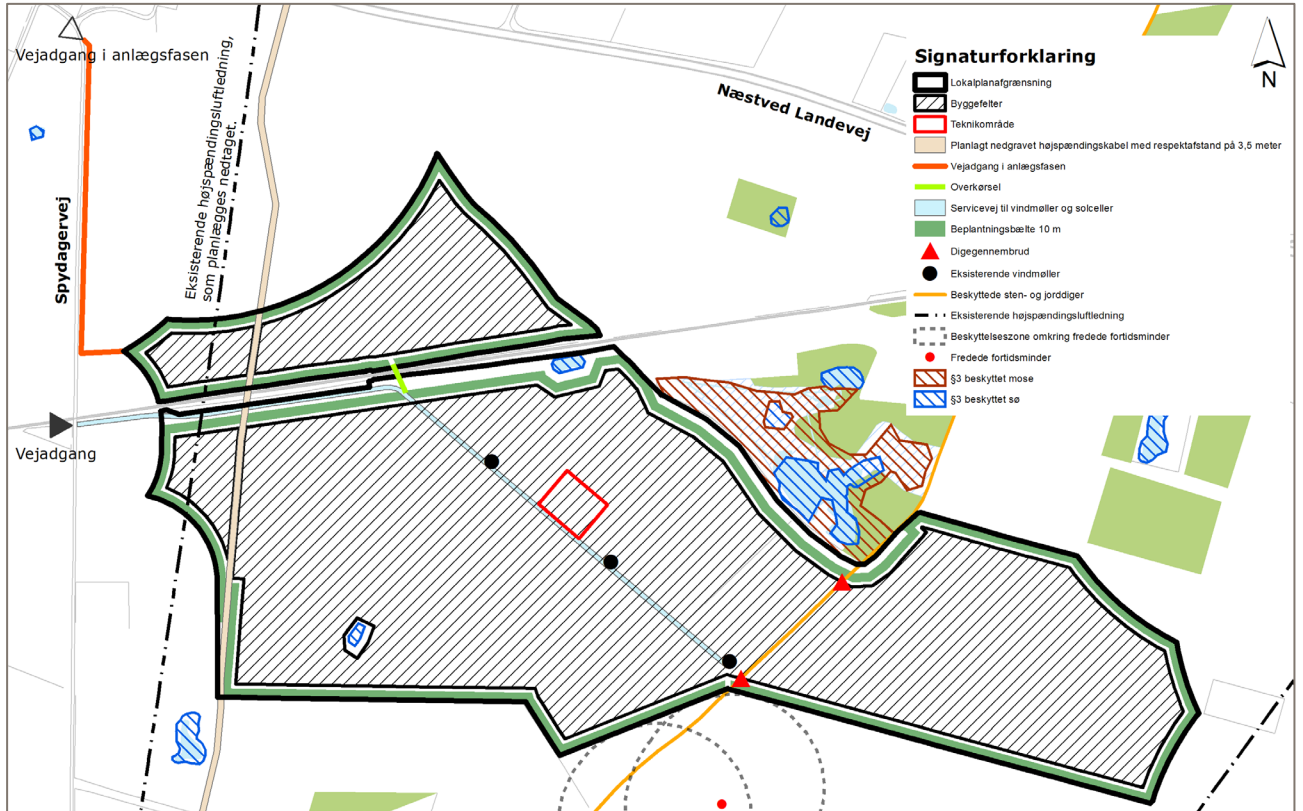 Vejadgang i anlægsfasen
Eksisterende højspændingsluftledning,
som planlægges nedtaget.
Spydagervej
Næstved Landevej
Vejadgang
Signaturforklaring
Lokalplanafgrænsning
Byggefelter
Teknikområde
Planlagt nedgravet højspændingskabel med respektafstand på 3,5 meter
Vejadgang i anlægsfasen
Overkørsel
Servicevej til vindmøller og solceller
Beplantningsbælte 10 m
Digegennembrud
Eksisterende vindmøller
Beskyttede sten- og jorddiger
Eksisterende højspændingsluftledning
Beskyttelseszone omkring fredede fortidsminder
Fredede fortidsminder
§3 beskyttet mose
§3 beskyttet sø
N